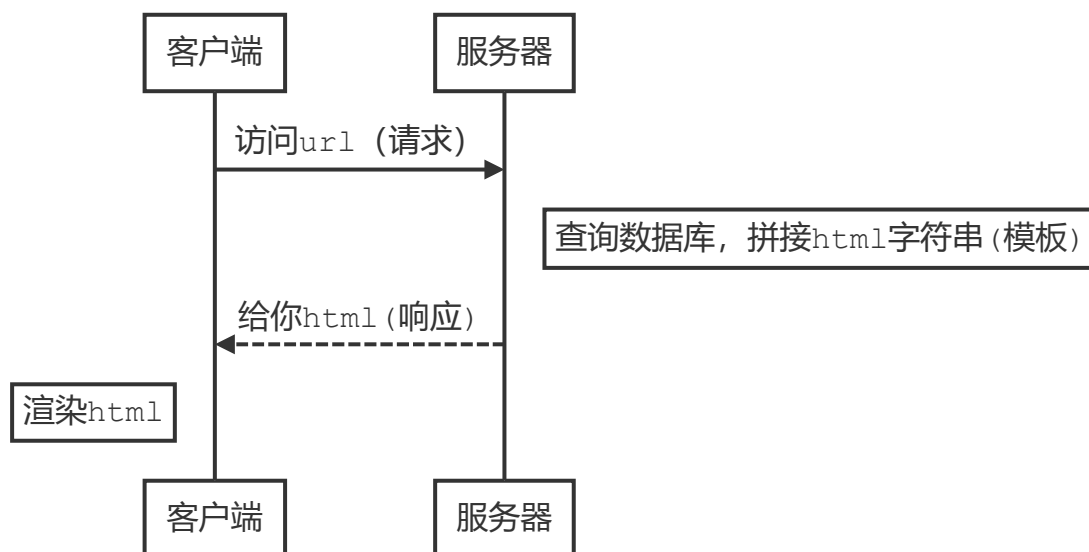 客户端 服务器
访问url（请求）
查询数据库，拼接html字符串(模板)
给你html(响应)
渲染html
客户端 服务器